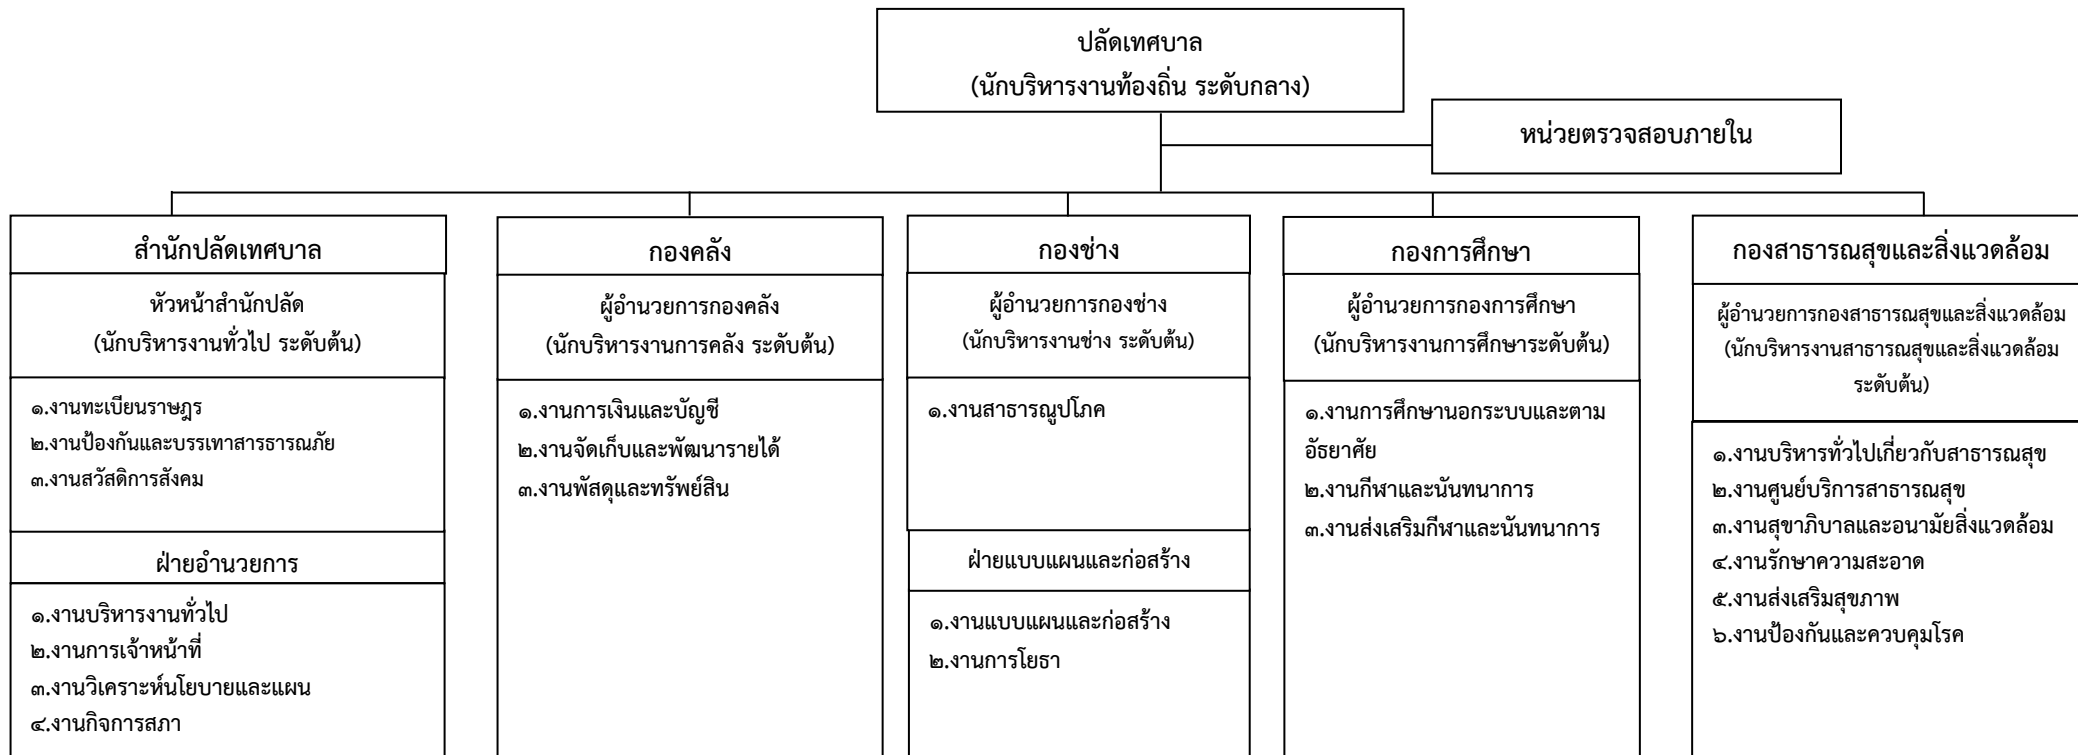 ปลัดเทศบาล
(นักบริหารงานท้องถิ่น ระดับกลาง)
หน่วยตรวจสอบภายใน
สำนักปลัดเทศบาล
หัวหน้าสำนักปลัด
(นักบริหารงานทั่วไป ระดับต้น)
๑.งานทะเบียนราษฎร
๒.งานป้องกันและบรรเทาสารธารณภัย
๓.งานสวัสดิการสังคม
ฝ่ายอำนวยการ
๑.งานบริหารงานทั่วไป
๒.งานการเจ้าหน้าที่
๓.งานวิเคราะห์นโยบายและแผน
๔.งานกิจการสภา
กองคลัง
ผู้อำนวยการกองคลัง
(นักบริหารงานการคลัง ระดับต้น)
๑.งานการเงินและบัญชี
๒.งานจัดเก็บและพัฒนารายได้
๓.งานพัสดุและทรัพย์สิน
กองช่าง
ผู้อำนวยการกองช่าง
(นักบริหารงานช่าง ระดับต้น)
๑.งานสาธารณูปโภค
ฝ่ายแบบแผนและก่อสร้าง
๑.งานแบบแผนและก่อสร้าง
๒.งานการโยธา
กองการศึกษา
ผู้อำนวยการกองการศึกษา
(นักบริหารงานการศึกษาระดับต้น)
๑.งานการศึกษานอกระบบและตาม
อัธยาศัย
๒.งานกีฬาและนันทนาการ
๓.งานส่งเสริมกีฬาและนันทนาการ
กองสาธารณสุขและสิ่งแวดล้อม
ผู้อำนวยการกองสาธารณสุขและสิ่งแวดล้อม
(นักบริหารงานสาธารณสุขและสิ่งแวดล้อม
ระดับต้น)
๑.งานบริหารทั่วไปเกี่ยวกับสาธารณสุข
๒.งานศูนย์บริการสาธารณสุข
๓.งานสุขาภิบาลและอนามัยสิ่งแวดล้อม
๔.งานรักษาความสะอาด
๕.งานส่งเสริมสุขภาพ
๖.งานป้องกันและควบคุมโรค